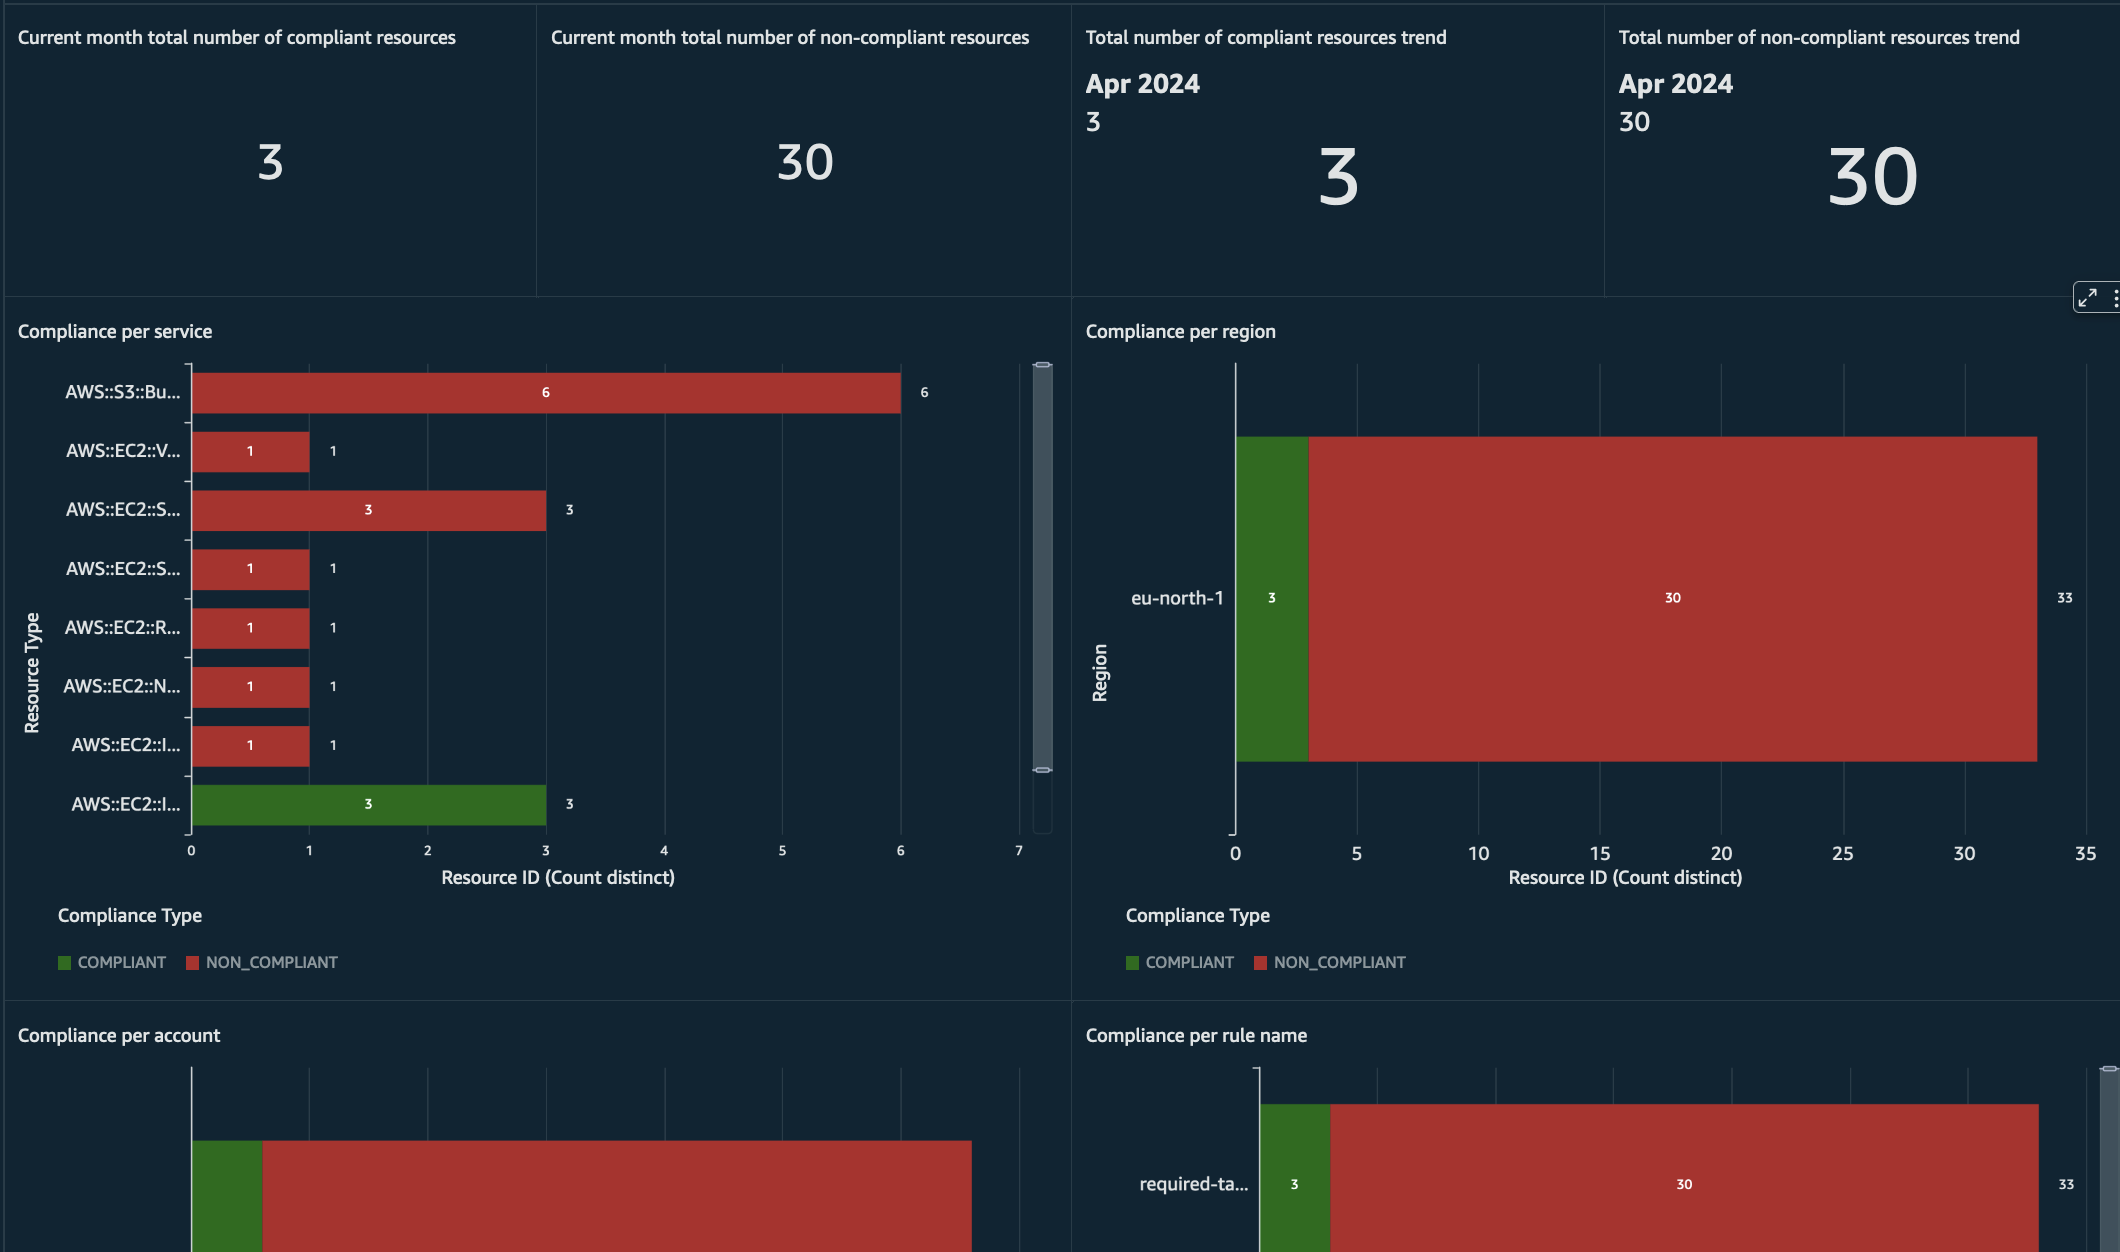 Current month total number of compliant resources
3
Current month total number of non-compliant resources
30
Total number of compliant resources trend
Apr 2024
3
3
Total number of non-compliant resources trend
Apr 2024
30
30
Compliance per service
Resource Type
AWS::S3::Bu... 6 6
AWS::EC2::V... 1 1
AWS::EC2::S... 3 3
AWS::EC2::S... 1 1
AWS::EC2::R... 1 1
AWS::EC2::N... 1 1
AWS::EC2::I... 1 1
AWS::EC2::I... 3 3
0 1 2 3 4 5 6 7
Resource ID (Count distinct)
Compliance Type
COMPLIANT NON_COMPLIANT
Compliance per region
Region
eu-north-1 3 30 33
0 5 10 15 20 25 30 35
Resource ID (Count distinct)
Compliance Type
COMPLIANT NON_COMPLIANT
Compliance per account
Compliance per rule name
required-ta... 3 30 33